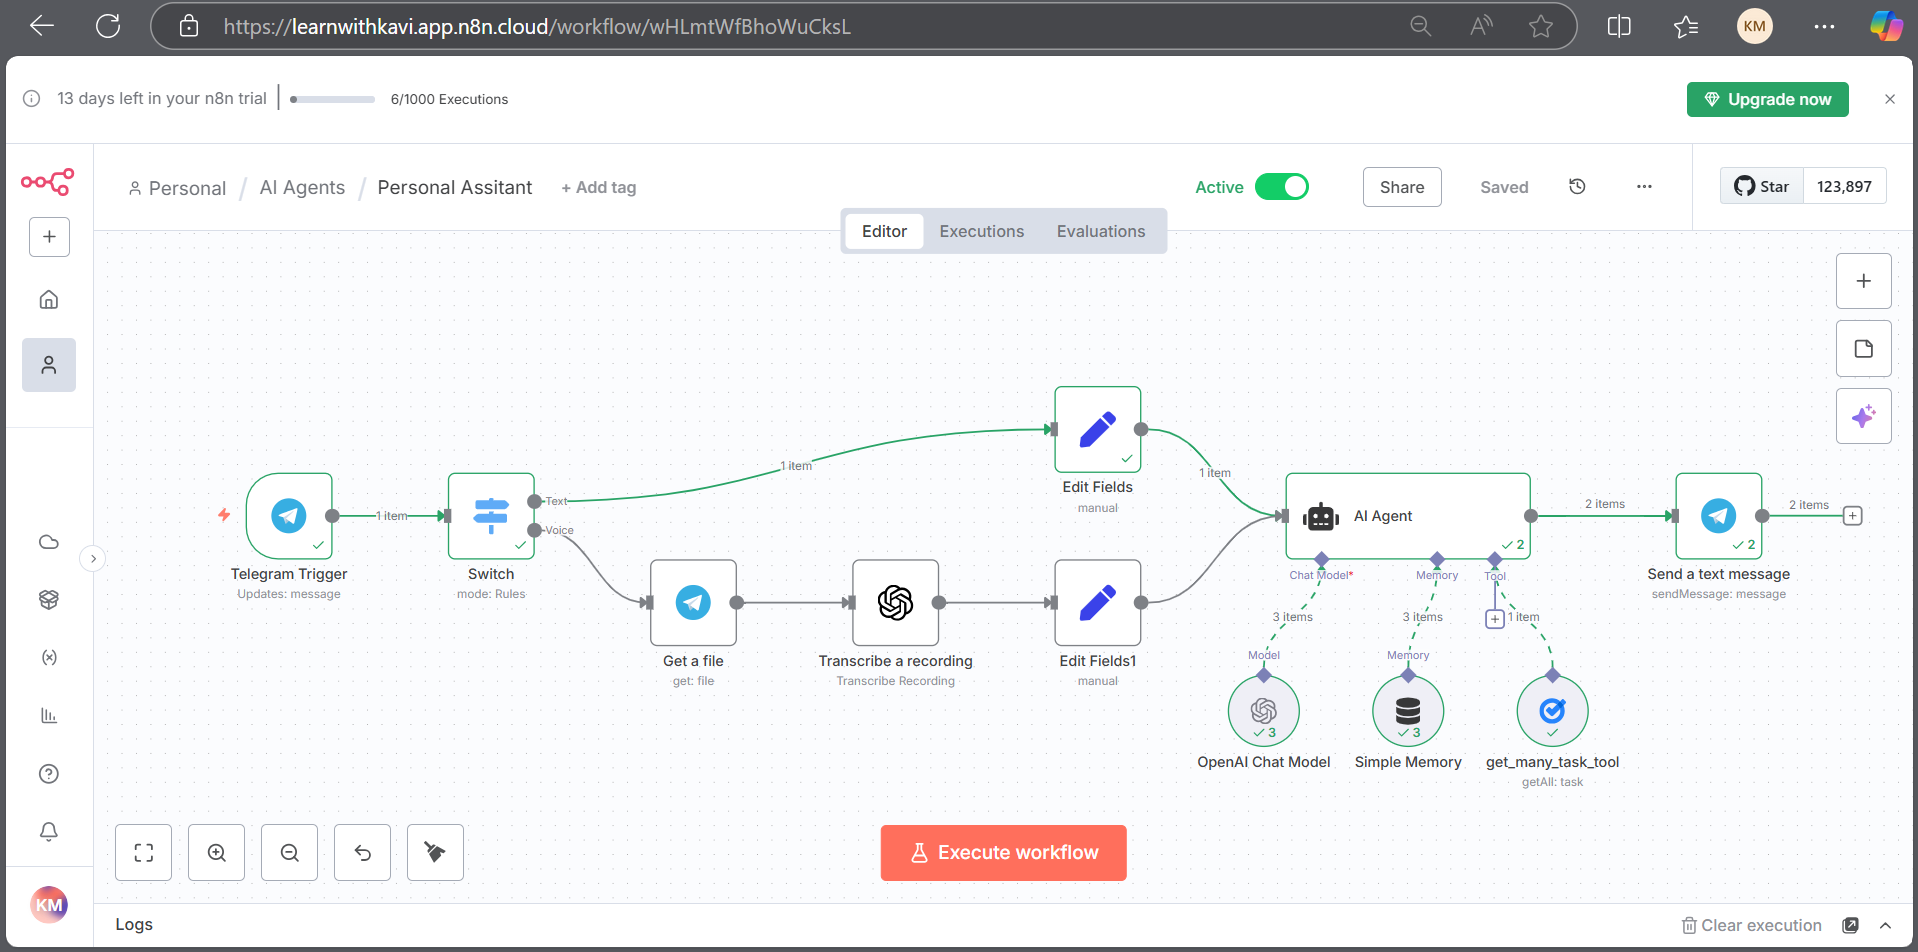 https://learnwithkavi.app.n8n.cloud/workflow/wHLmtWfBhoWuCksL
KM
13 days left in your n8n trial
6/1000 Executions
Upgrade now
Personal / AI Agents / Personal Assitant + Add tag
Active
Share
Saved
Star 123,897
Editor Executions Evaluations
Telegram Trigger
Updates: message
1 item
Switch
mode: Rules
Text
Voice
1 item
Edit Fields
manual
1 item
Get a file
get: file
Transcribe a recording
Transcribe Recording
Edit Fields1
manual
AI Agent
2
Chat Model*
Memory
Tool
2 items
2
Send a text message
sendMessage: message
2 items
3 items
3 items
1 item
Model
Memory
3
3
OpenAI Chat Model
Simple Memory
get_many_task_tool
getAll: task
Execute workflow
KM
Logs
Clear execution